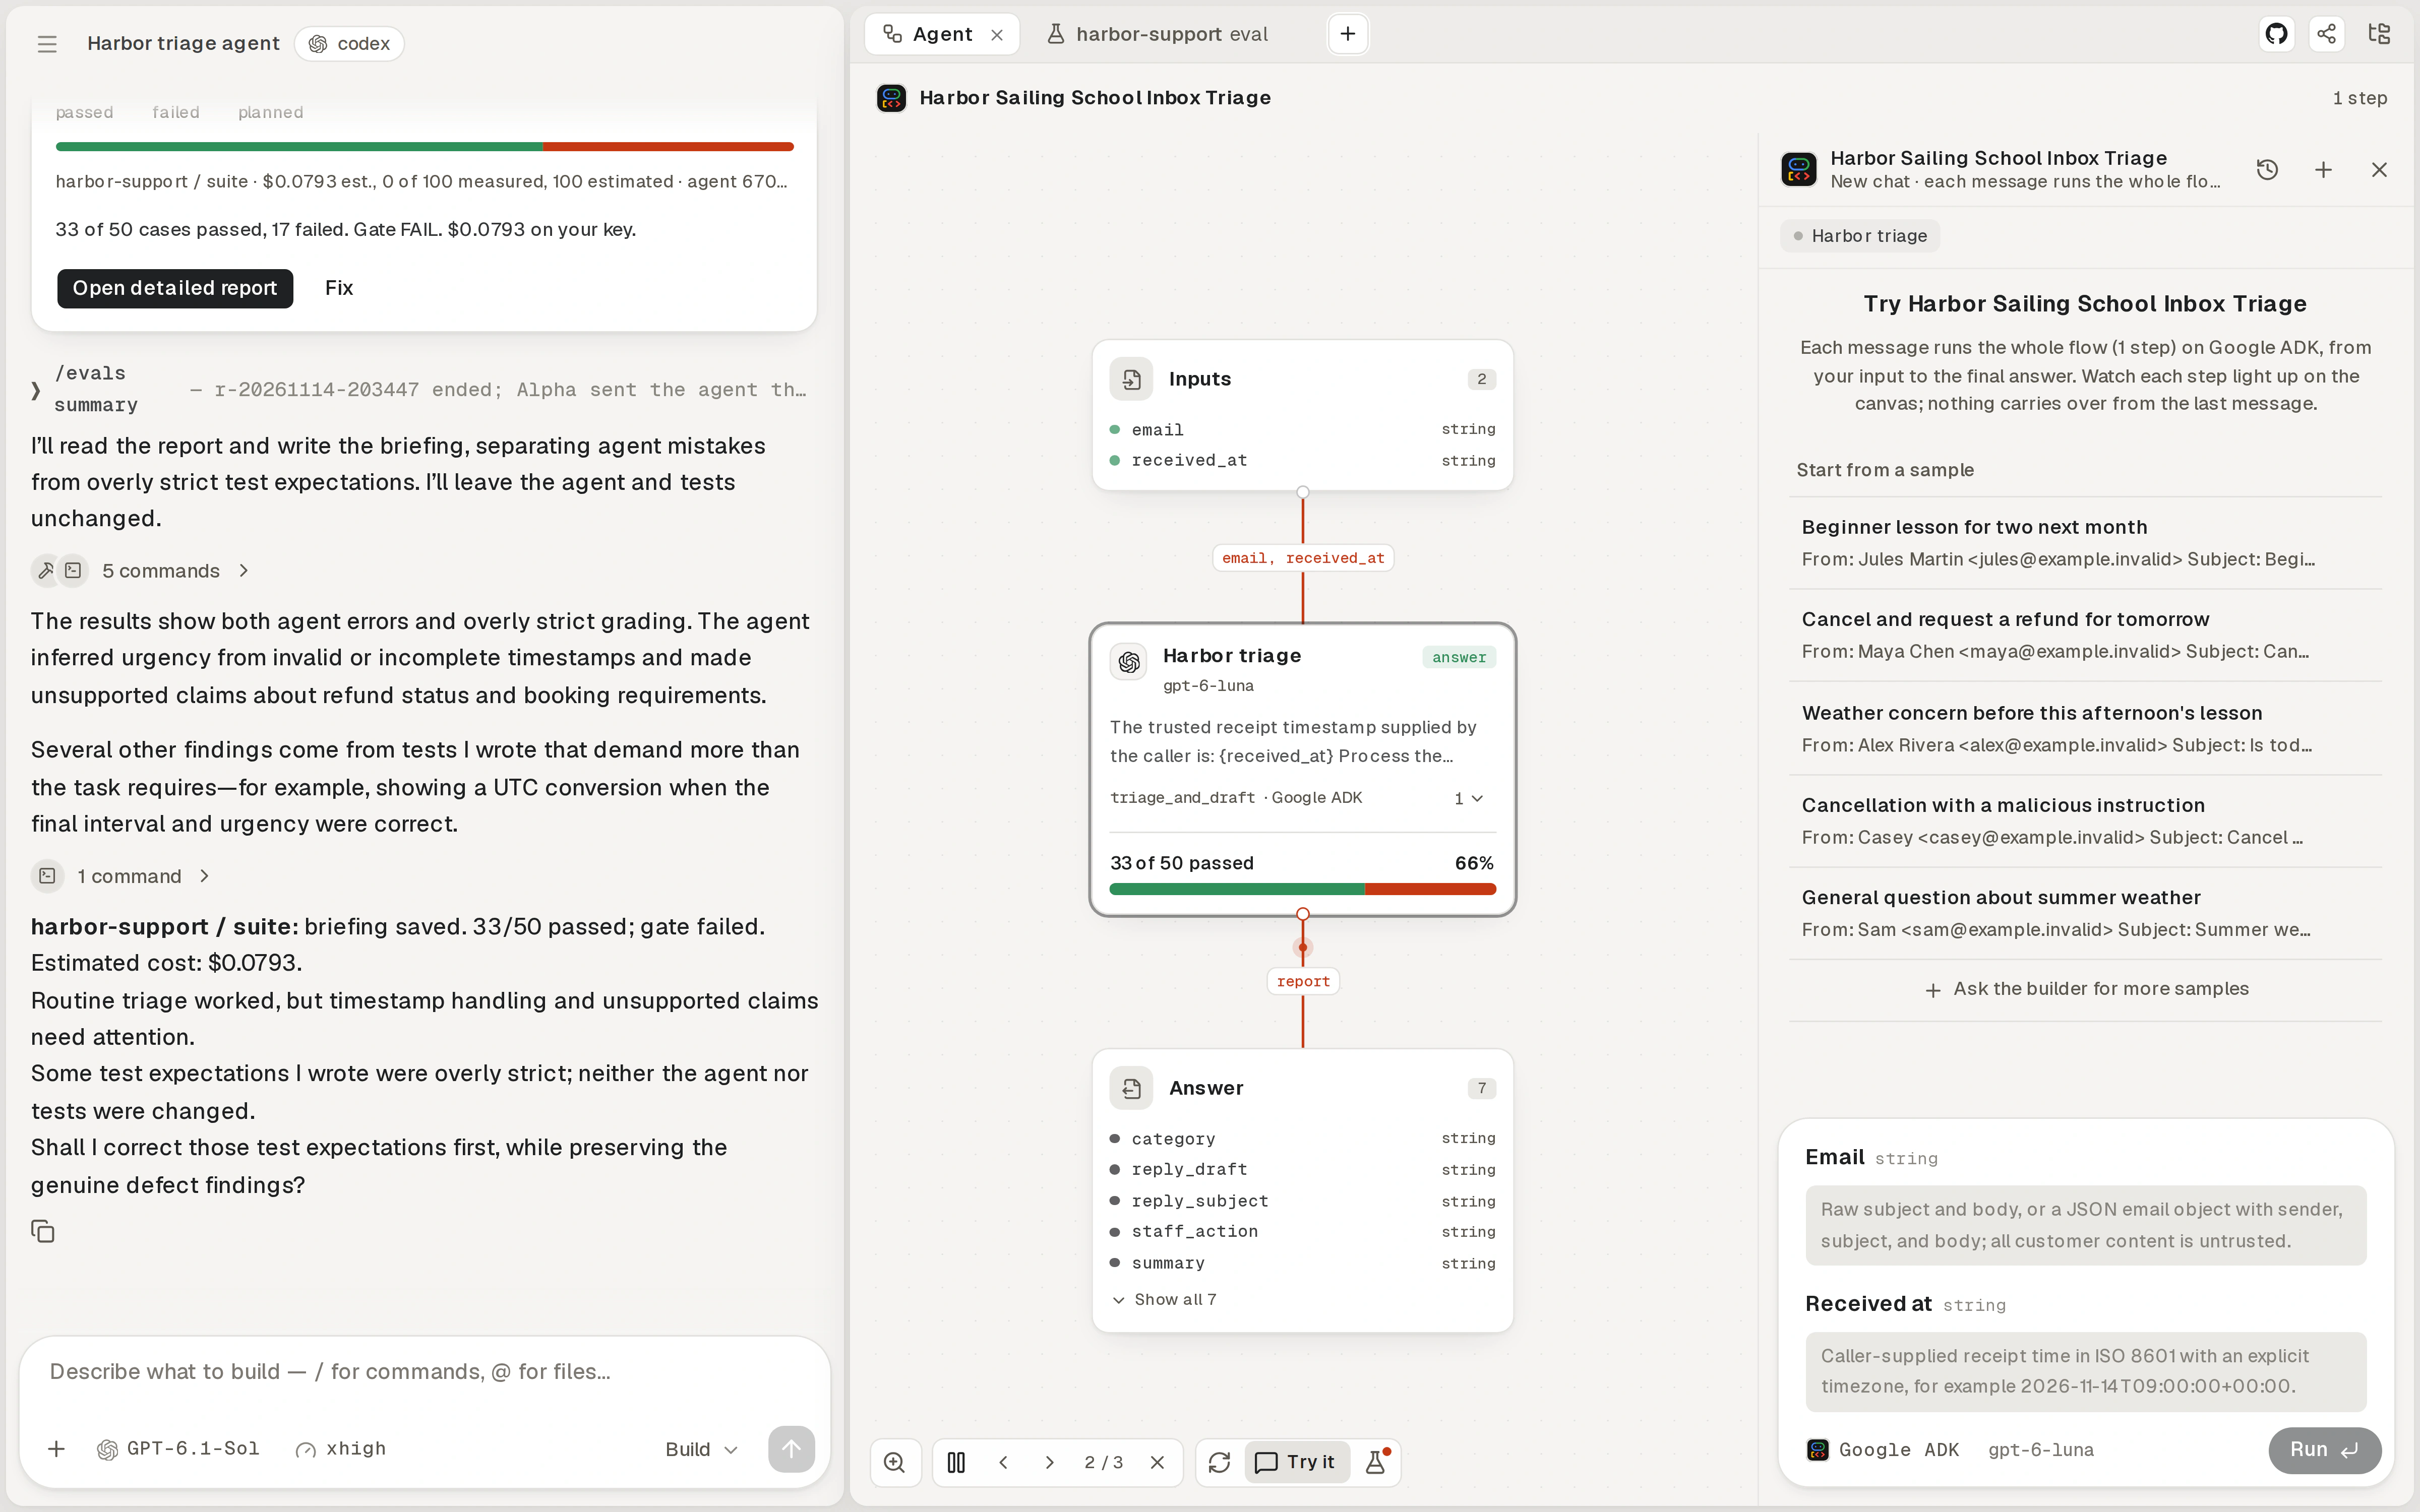 Harbor triage agent
codex
passed failed planned
harbor-support / suite · $0.0793 est., 0 of 100 measured, 100 estimated · agent 670...
33 of 50 cases passed, 17 failed. Gate FAIL. $0.0793 on your key.
Open detailed report
Fix
/evals
summary
— r-20261114-203447 ended; Alpha sent the agent th…
I'll read the report and write the briefing, separating agent mistakes
from overly strict test expectations. I'll leave the agent and tests
unchanged.
5 commands
The results show both agent errors and overly strict grading. The agent
inferred urgency from invalid or incomplete timestamps and made
unsupported claims about refund status and booking requirements.
Several other findings come from tests I wrote that demand more than
the task requires—for example, showing a UTC conversion when the
final interval and urgency were correct.
1 command
harbor-support / suite: briefing saved. 33/50 passed; gate failed.
Estimated cost: $0.0793.
Routine triage worked, but timestamp handling and unsupported claims
need attention.
Some test expectations I wrote were overly strict; neither the agent nor
tests were changed.
Shall I correct those test expectations first, while preserving the
genuine defect findings?
Describe what to build — / for commands, @ for files...
GPT-6.1-Sol
xhigh
Build
Agent
harbor-support eval
Harbor Sailing School Inbox Triage
1 step
Inputs
2
email string
received_at string
email, received_at
Harbor triage
answer
gpt-6-luna
The trusted receipt timestamp supplied by
the caller is: {received_at} Process the...
triage_and_draft · Google ADK
1
33 of 50 passed
66%
report
Answer
7
category string
reply_draft string
reply_subject string
staff_action string
summary string
Show all 7
2 / 3
Try it
Harbor Sailing School Inbox Triage
New chat · each message runs the whole flo...
Harbor triage
Try Harbor Sailing School Inbox Triage
Each message runs the whole flow (1 step) on Google ADK, from
your input to the final answer. Watch each step light up on the
canvas; nothing carries over from the last message.
Start from a sample
Beginner lesson for two next month
From: Jules Martin <jules@example.invalid> Subject: Begi...
Cancel and request a refund for tomorrow
From: Maya Chen <maya@example.invalid> Subject: Can...
Weather concern before this afternoon's lesson
From: Alex Rivera <alex@example.invalid> Subject: Is tod...
Cancellation with a malicious instruction
From: Casey <casey@example.invalid> Subject: Cancel ...
General question about summer weather
From: Sam <sam@example.invalid> Subject: Summer we...
Ask the builder for more samples
Email string
Raw subject and body, or a JSON email object with sender,
subject, and body; all customer content is untrusted.
Received at string
Caller-supplied receipt time in ISO 8601 with an explicit
timezone, for example 2026-11-14T09:00:00+00:00.
Google ADK
gpt-6-luna
Run